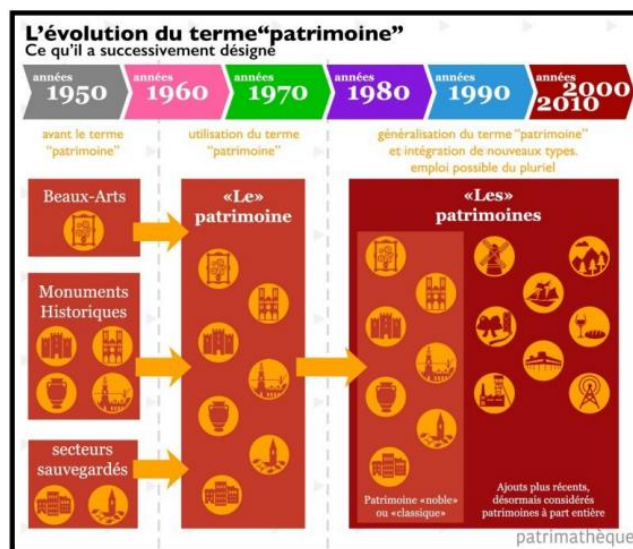 L'évolution du terme“patrimoine”
Ce qu'il a successivement désigné
années
1950
années
1960
années
1970
années
1980
années
1990
années
2000
2010
avant le terme
“patrimoine”
utilisation du terme
“patrimoine”
généralisation du terme “patrimoine”
et intégration de nouveaux types.
emploi possible du pluriel
Beaux-Arts
Monuments
Historiques
secteurs
sauvegardés
«Le»
patrimoine
«Les»
patrimoines
Patrimoine «noble»
ou «classique»
Ajouts plus récents,
désormais considérés
patrimoines à part entière
patrimathèque